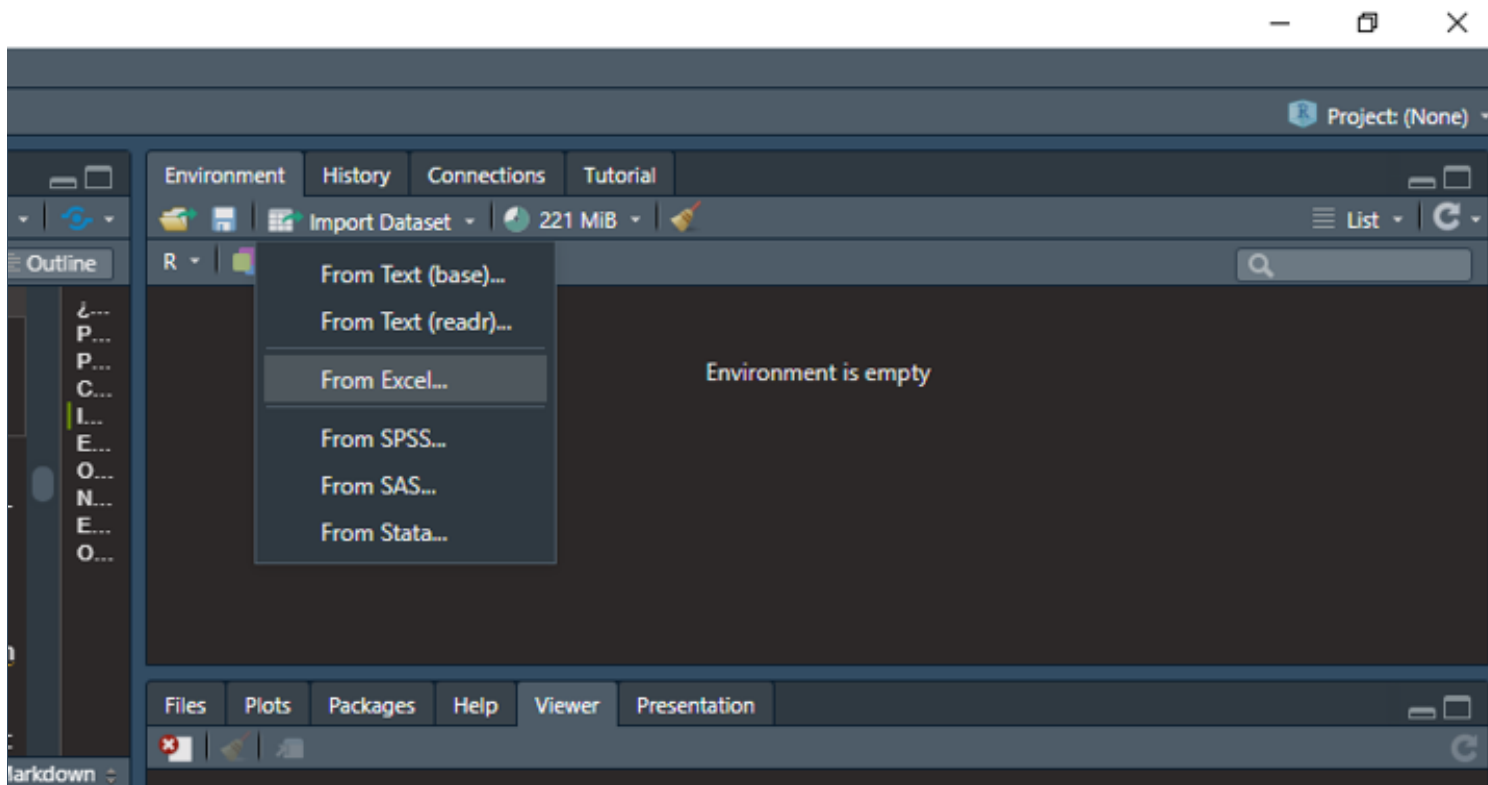 Project: (None)
Environment History Connections Tutorial
Import Dataset 221 MiB List
Outline R
From Text (base)...
From Text (readr)...
From Excel...
From SPSS...
From SAS...
From Stata...
Environment is empty
¿...
P...
P...
C...
I...
E...
O...
N...
E...
O...
Files Plots Packages Help Viewer Presentation
arkdown